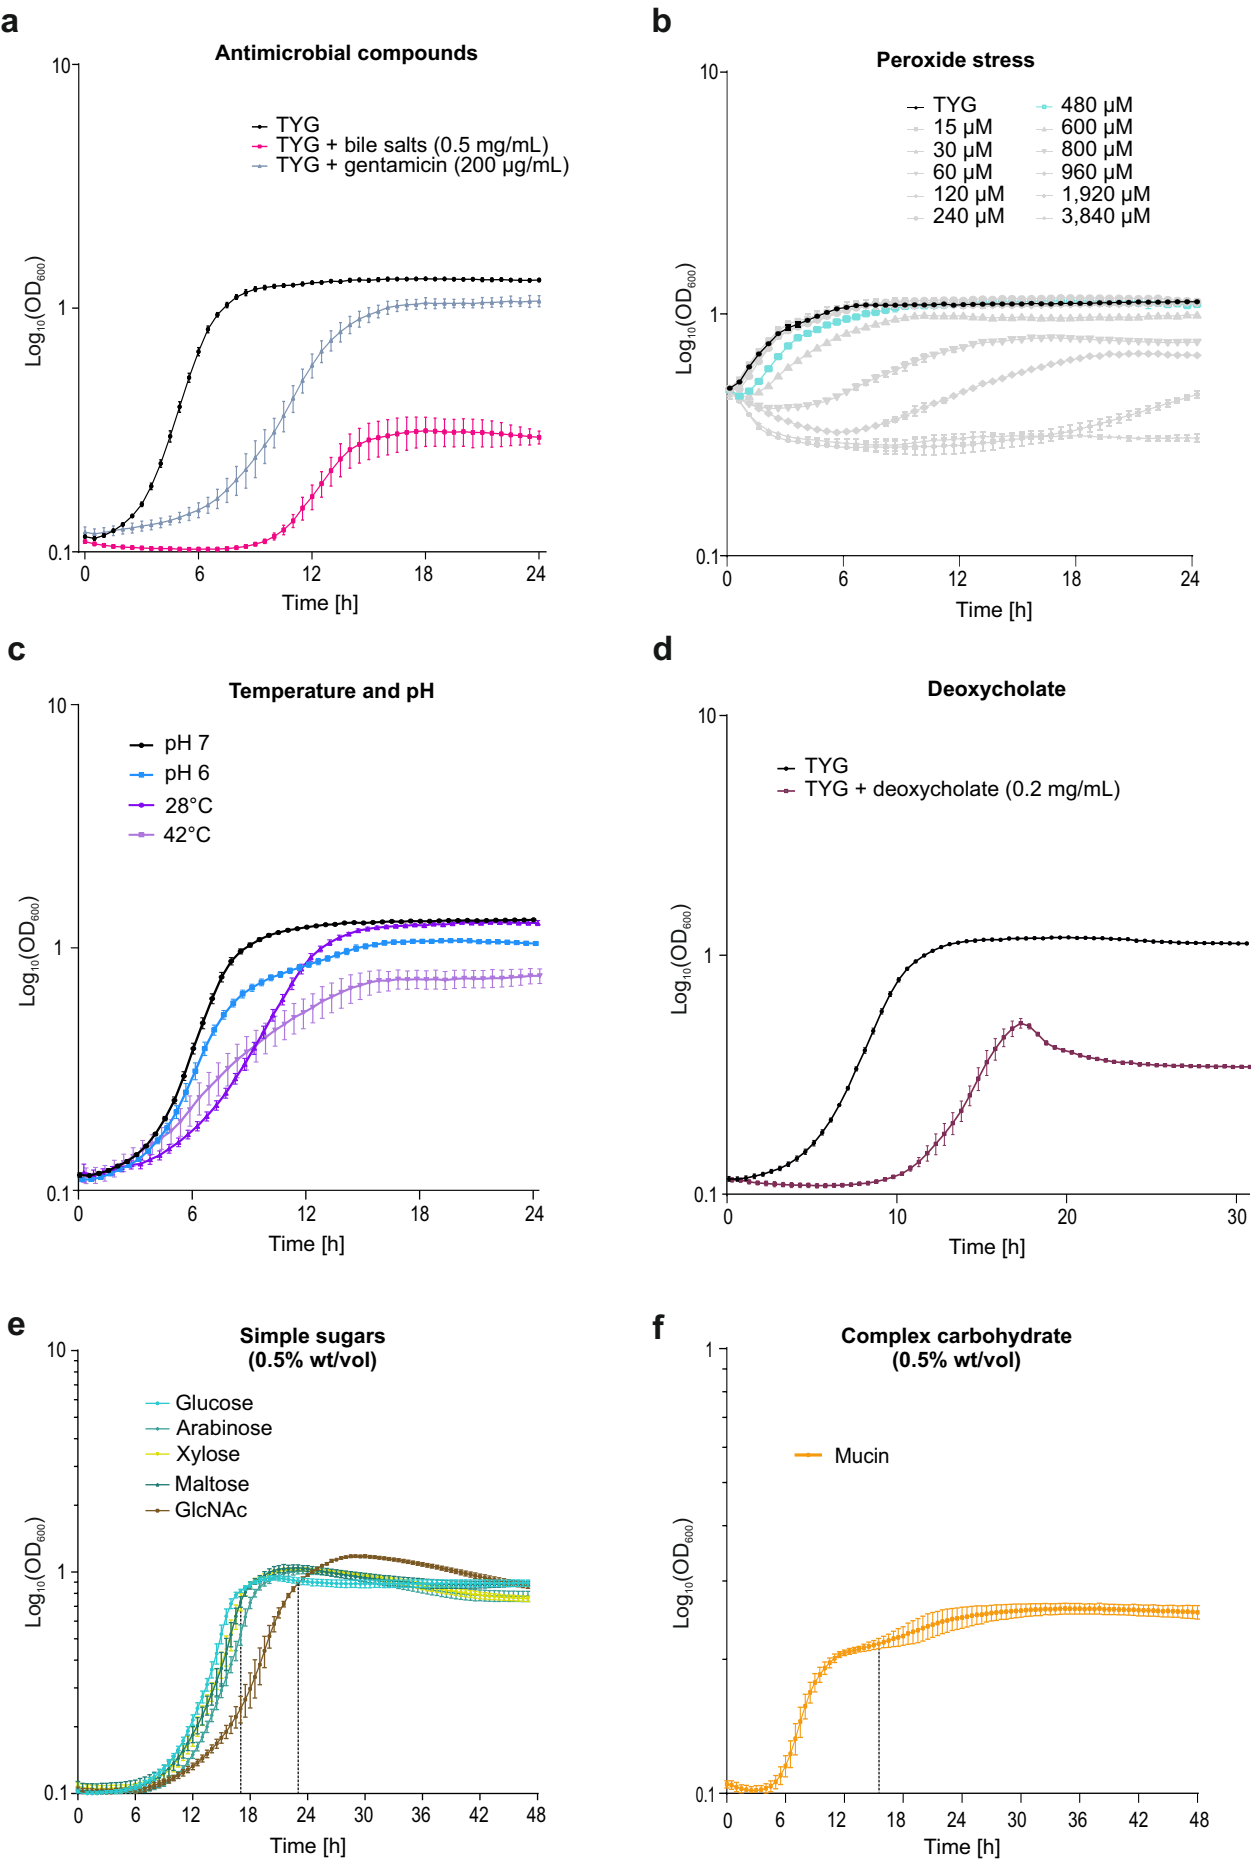 a
Antimicrobial compounds
10
1
0.1
Log₁₀(OD₆₀₀)
TYG
TYG + bile salts (0.5 mg/mL)
TYG + gentamicin (200 µg/mL)
0 6 12 18 24
Time [h]
b
Peroxide stress
10
1
0.1
Log₁₀(OD₆₀₀)
TYG
15 µM
30 µM
60 µM
120 µM
240 µM
480 µM
600 µM
800 µM
960 µM
1,920 µM
3,840 µM
0 6 12 18 24
Time [h]
c
Temperature and pH
10
1
0.1
Log₁₀(OD₆₀₀)
pH 7
pH 6
28°C
42°C
0 6 12 18 24
Time [h]
d
Deoxycholate
10
1
0.1
Log₁₀(OD₆₀₀)
TYG
TYG + deoxycholate (0.2 mg/mL)
0 10 20 30
Time [h]
e
Simple sugars
(0.5% wt/vol)
10
1
0.1
Log₁₀(OD₆₀₀)
Glucose
Arabinose
Xylose
Maltose
GlcNAc
0 6 12 18 24 30 36 42 48
Time [h]
f
Complex carbohydrate
(0.5% wt/vol)
1
0.1
Log₁₀(OD₆₀₀)
Mucin
0 6 12 18 24 30 36 42 48
Time [h]